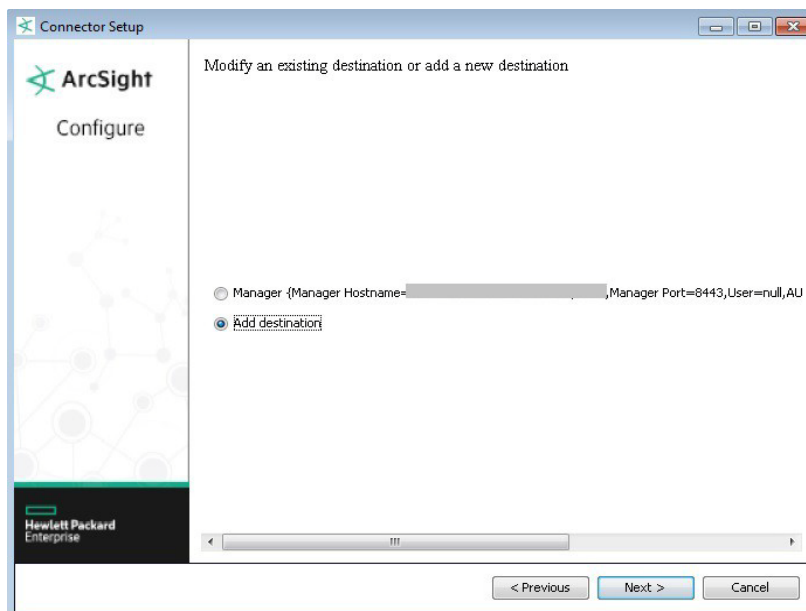 Connector Setup
ArcSight
Configure
Modify an existing destination or add a new destination
Manager {Manager Hostname= ,Manager Port=8443,User=null,AU
Add destination
Hewlett Packard
Enterprise
< Previous
Next >
Cancel